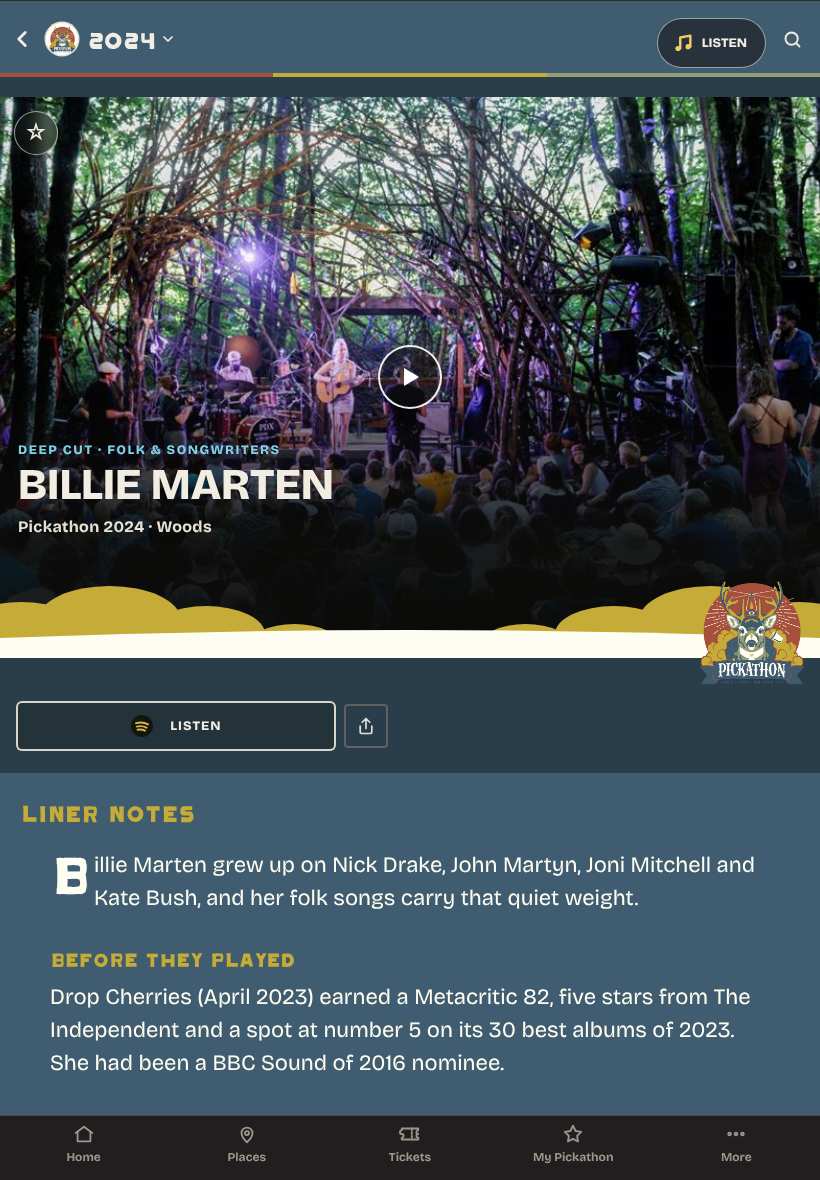 2024
LISTEN
DEEP CUT · FOLK & SONGWRITERS
BILLIE MARTEN
Pickathon 2024 · Woods
PDX
PICKATHON
LISTEN
LINER NOTES
Billie Marten grew up on Nick Drake, John Martyn, Joni Mitchell and
Kate Bush, and her folk songs carry that quiet weight.
BEFORE THEY PLAYED
Drop Cherries (April 2023) earned a Metacritic 82, five stars from The
Independent and a spot at number 5 on its 30 best albums of 2023.
She had been a BBC Sound of 2016 nominee.
Home
Places
Tickets
My Pickathon
More